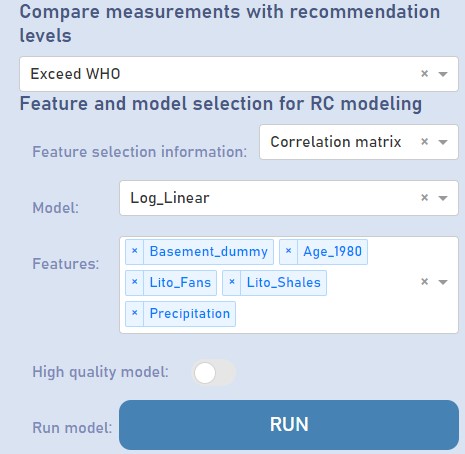 Compare measurements with recommendation
levels
Exceed WHO
Feature and model selection for RC modeling
Feature selection information: Correlation matrix
Model: Log_Linear
Features: × Basement_dummy × Age_1980
× Lito_Fans × Lito_Shales
× Precipitation
High quality model:
Run model: RUN